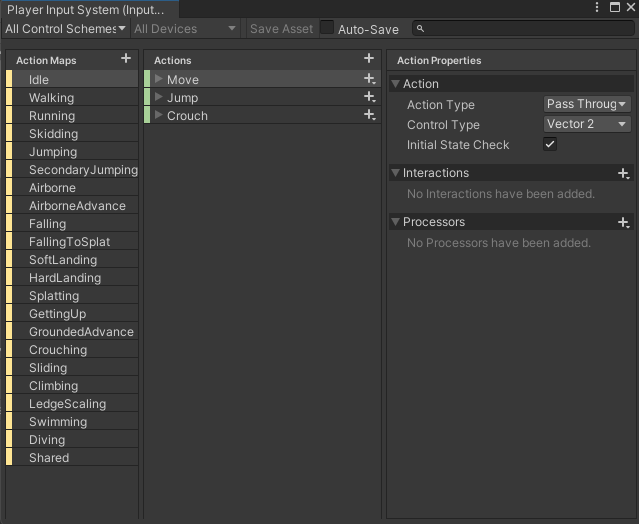 Player Input System (Input...
All Control Schemes
All Devices
Save Asset
Auto-Save
Action Maps
Idle
Walking
Running
Skidding
Jumping
SecondaryJumping
Airborne
AirborneAdvance
Falling
FallingToSplat
SoftLanding
HardLanding
Splatting
GettingUp
GroundedAdvance
Crouching
Sliding
Climbing
LedgeScaling
Swimming
Diving
Shared
Actions
Move
Jump
Crouch
Action Properties
Action
Action Type Pass Throug
Control Type Vector 2
Initial State Check
Interactions
No Interactions have been added.
Processors
No Processors have been added.